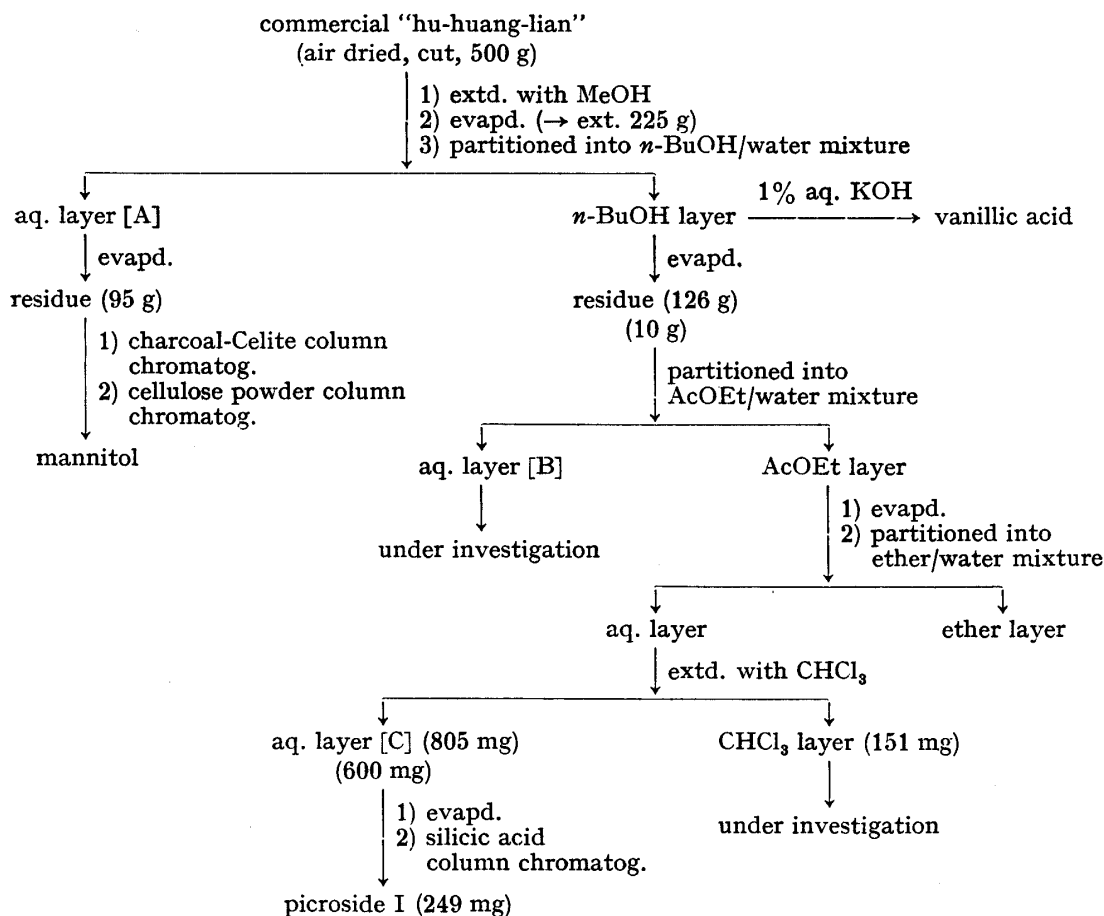 commercial “hu-huang-lian”
(air dried, cut, 500 g)
1) extd. with MeOH
2) evapd. (→ ext. 225 g)
3) partitioned into n-BuOH/water mixture
aq. layer [A]
n-BuOH layer
1% aq. KOH
vanillic acid
evapd.
evapd.
residue (95 g)
residue (126 g)
(10 g)
1) charcoal-Celite column
chromatog.
2) cellulose powder column
chromatog.
partitioned into
AcOEt/water mixture
mannitol
aq. layer [B]
AcOEt layer
under investigation
1) evapd.
2) partitioned into
ether/water mixture
aq. layer
ether layer
extd. with CHCl₃
aq. layer [C] (805 mg)
(600 mg)
CHCl₃ layer (151 mg)
1) evapd.
2) silicic acid
column chromatog.
under investigation
picroside I (249 mg)